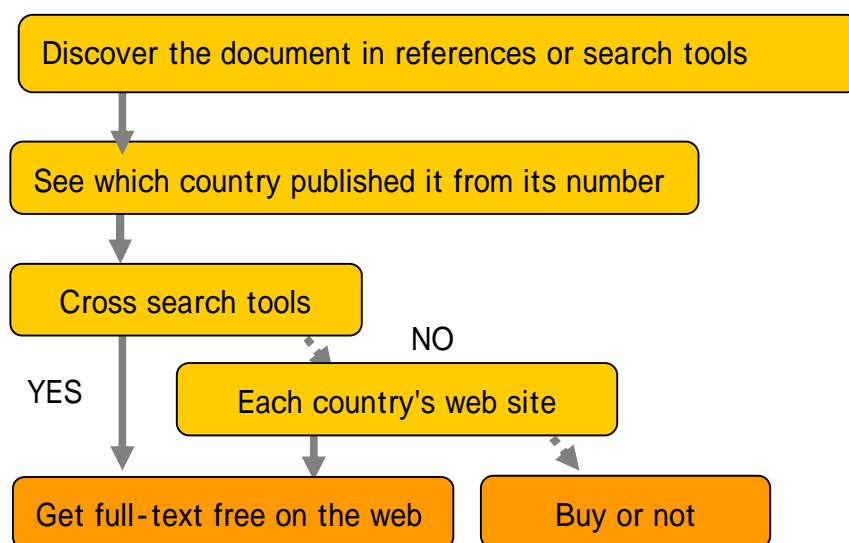 Discover the document in references or search tools
See which country published it from its number
Cross search tools
NO
YES
Each country's web site
Get full-text free on the web
Buy or not